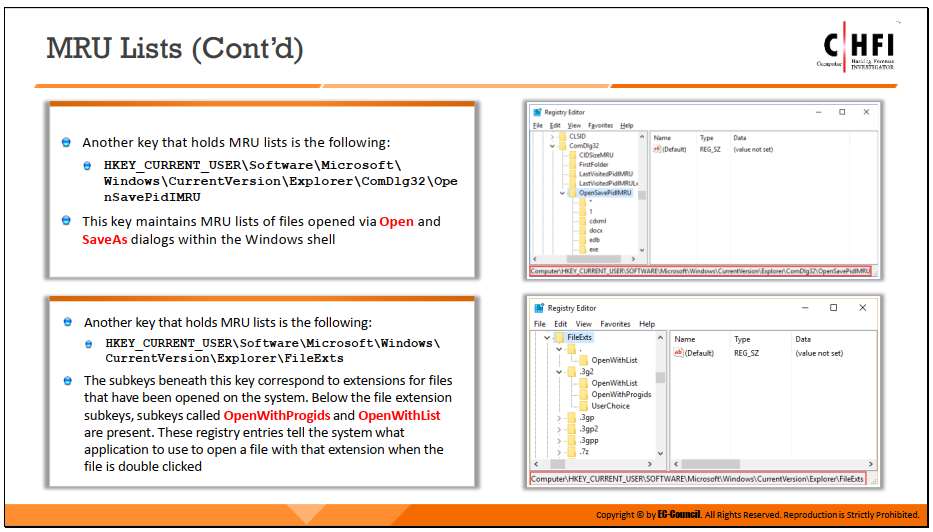 MRU Lists (Cont'd)
CHFI
Computer Hacking Forensic
INVESTIGATOR
Another key that holds MRU lists is the following:
HKEY_CURRENT_USER\Software\Microsoft\
Windows\CurrentVersion\Explorer\ComDlg32\Ope
nSavePidIMRU
This key maintains MRU lists of files opened via Open and
SaveAs dialogs within the Windows shell
Registry Editor
File Edit View Favorites Help
CLSID
ComDlg32
CIDSizeMRU
FirstFolder
LastVisitedPidlMRU
LastVisitedPidlMRULe
OpenSavePidlMRU
*
1
cdxml
docx
edb
exe
Name Type Data
(Default) REG_SZ (value not set)
Computer\HKEY_CURRENT_USER\SOFTWARE\Microsoft\Windows\CurrentVersion\Explorer\ComDlg32\OpenSavePidlMRU
Another key that holds MRU lists is the following:
HKEY_CURRENT_USER\Software\Microsoft\Windows\
CurrentVersion\Explorer\FileExts
The subkeys beneath this key correspond to extensions for files
that have been opened on the system. Below the file extension
subkeys, subkeys called OpenWithProgids and OpenWithList
are present. These registry entries tell the system what
application to use to open a file with that extension when the
file is double clicked
Registry Editor
File Edit View Favorites Help
FileExts
.
OpenWithList
.3g2
OpenWithList
OpenWithProgids
UserChoice
.3gp
.3gp2
.3gpp
.7z
Name Type Data
(Default) REG_SZ (value not set)
Computer\HKEY_CURRENT_USER\SOFTWARE\Microsoft\Windows\CurrentVersion\Explorer\FileExts
Copyright © by EC-Council. All Rights Reserved. Reproduction is Strictly Prohibited.